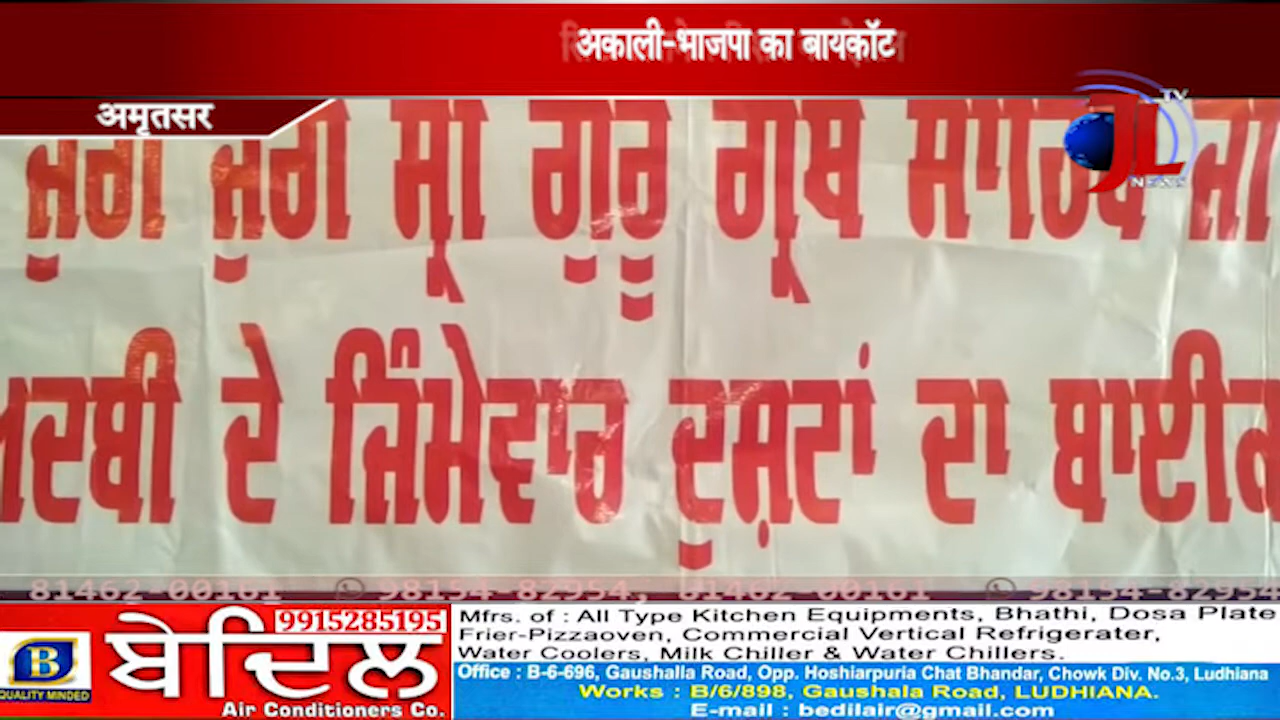 अकाली-भाजपा का बायकॉट
अमृतसर
JL TV NEWS
ਜੁਗੋ ਜੁਗ ਸ੍ਰੀ ਗੁਰੂ ਗ੍ਰੰਥ ਸਾਹਿਬ ਜੀ
ਦੇ ਜ਼ਿੰਮੇਵਾਰ ਦੁਸ਼ਟਾਂ ਦਾ
81462-00161 98154-82954, 81462-00161 98154-82954
B
QUALITY MINDED
ਬੇਦਿਲ
9915285195
Air Conditioners Co.
Mfrs. of : All Type Kitchen Equipments, Bhathi, Dosa Plate
Frier-Pizzaoven, Commercial Vertical Refrigerater,
Water Coolers, Milk Chiller & Water Chillers.
Office : B-6-696, Gaushalla Road, Opp. Hoshiarpuria Chat Bhandar, Chowk Div. No.3, Ludhiana
Works : B/6/898, Gaushala Road, LUDHIANA.
E-mail : bedilair@gmail.com